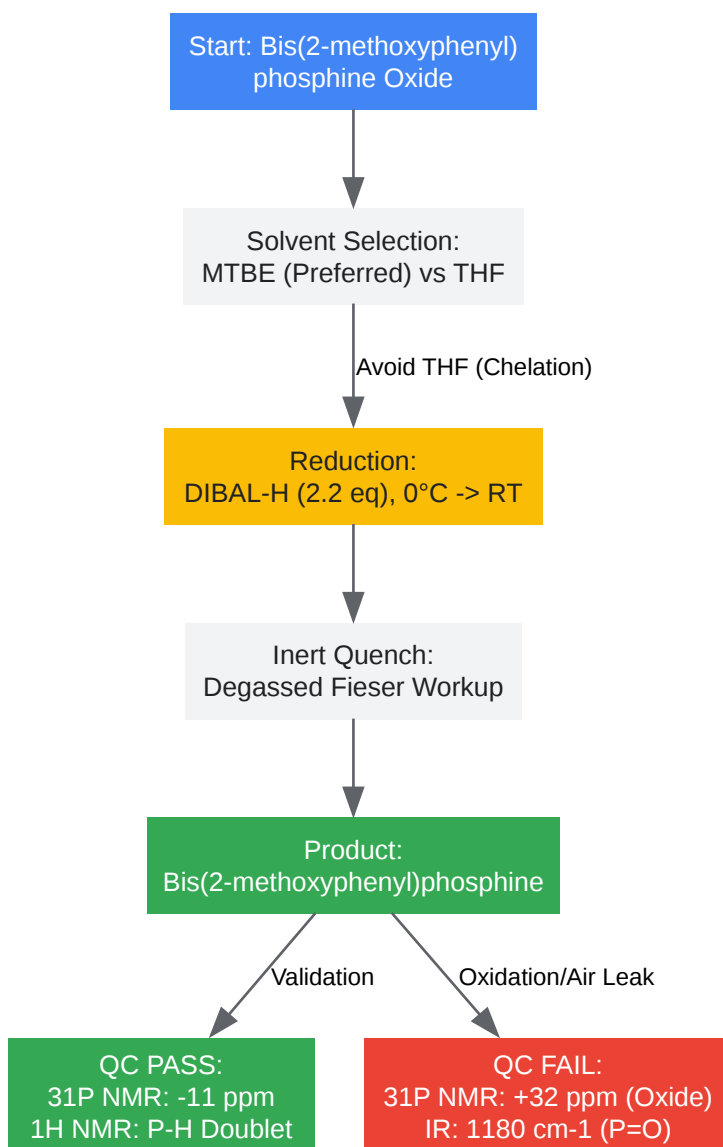 Start: Bis(2-methoxyphenyl)
phosphine Oxide
Solvent Selection:
MTBE (Preferred) vs THF
Avoid THF (Chelation)
Reduction:
DIBAL-H (2.2 eq), 0°C -> RT
Inert Quench:
Degassed Fieser Workup
Product:
Bis(2-methoxyphenyl)phosphine
Validation
Oxidation/Air Leak
QC PASS:
31P NMR: -11 ppm
1H NMR: P-H Doublet
QC FAIL:
31P NMR: +32 ppm (Oxide)
IR: 1180 cm-1 (P=O)